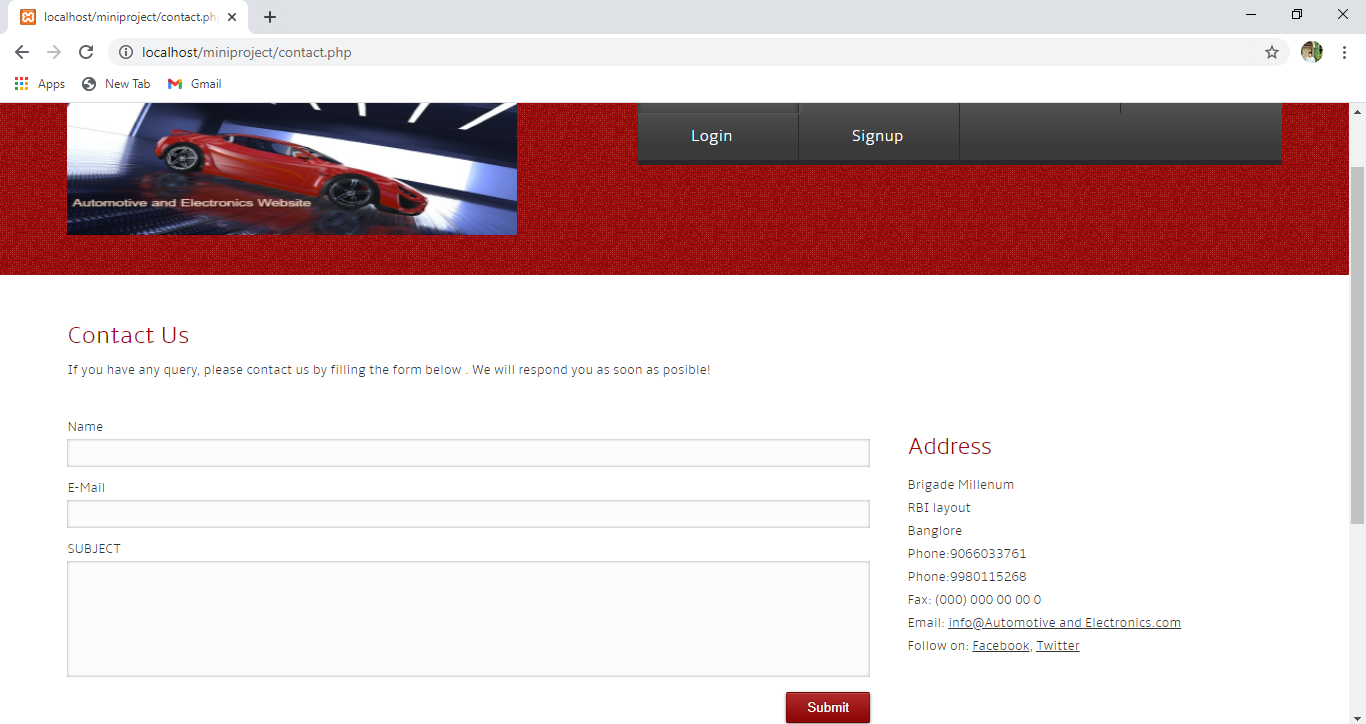 localhost/miniproject/contact.ph
localhost/miniproject/contact.php
Apps New Tab Gmail
Login Signup
Automotive and Electronics Website
Contact Us
If you have any query, please contact us by filling the form below . We will respond you as soon as posible!
Name
E-Mail
SUBJECT
Submit
Address
Brigade Millenum
RBI layout
Banglore
Phone:9066033761
Phone:9980115268
Fax: (000) 000 00 00 0
Email: info@Automotive and Electronics.com
Follow on: Facebook, Twitter